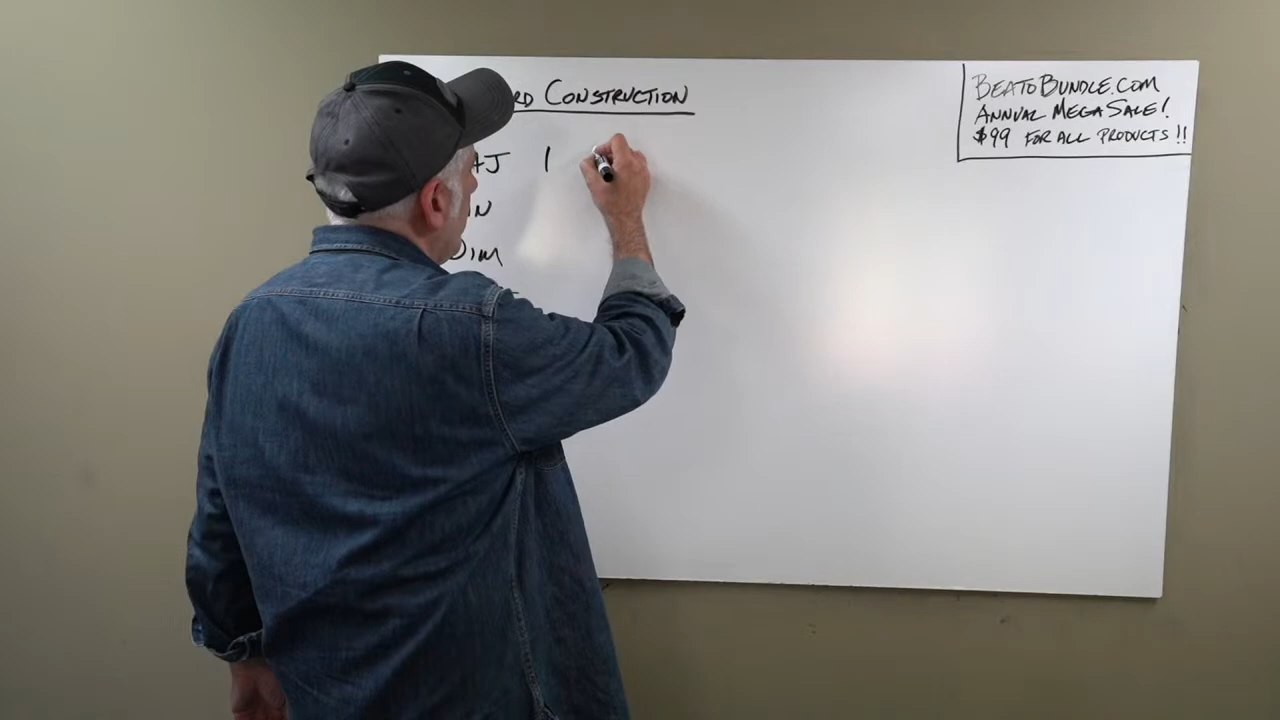 RD CONSTRUCTION
AJ 1
IN
DIM
BEATOBUNDLE.COM
ANNUAL MEGA SALE!
$99 FOR ALL PRODUCTS!!